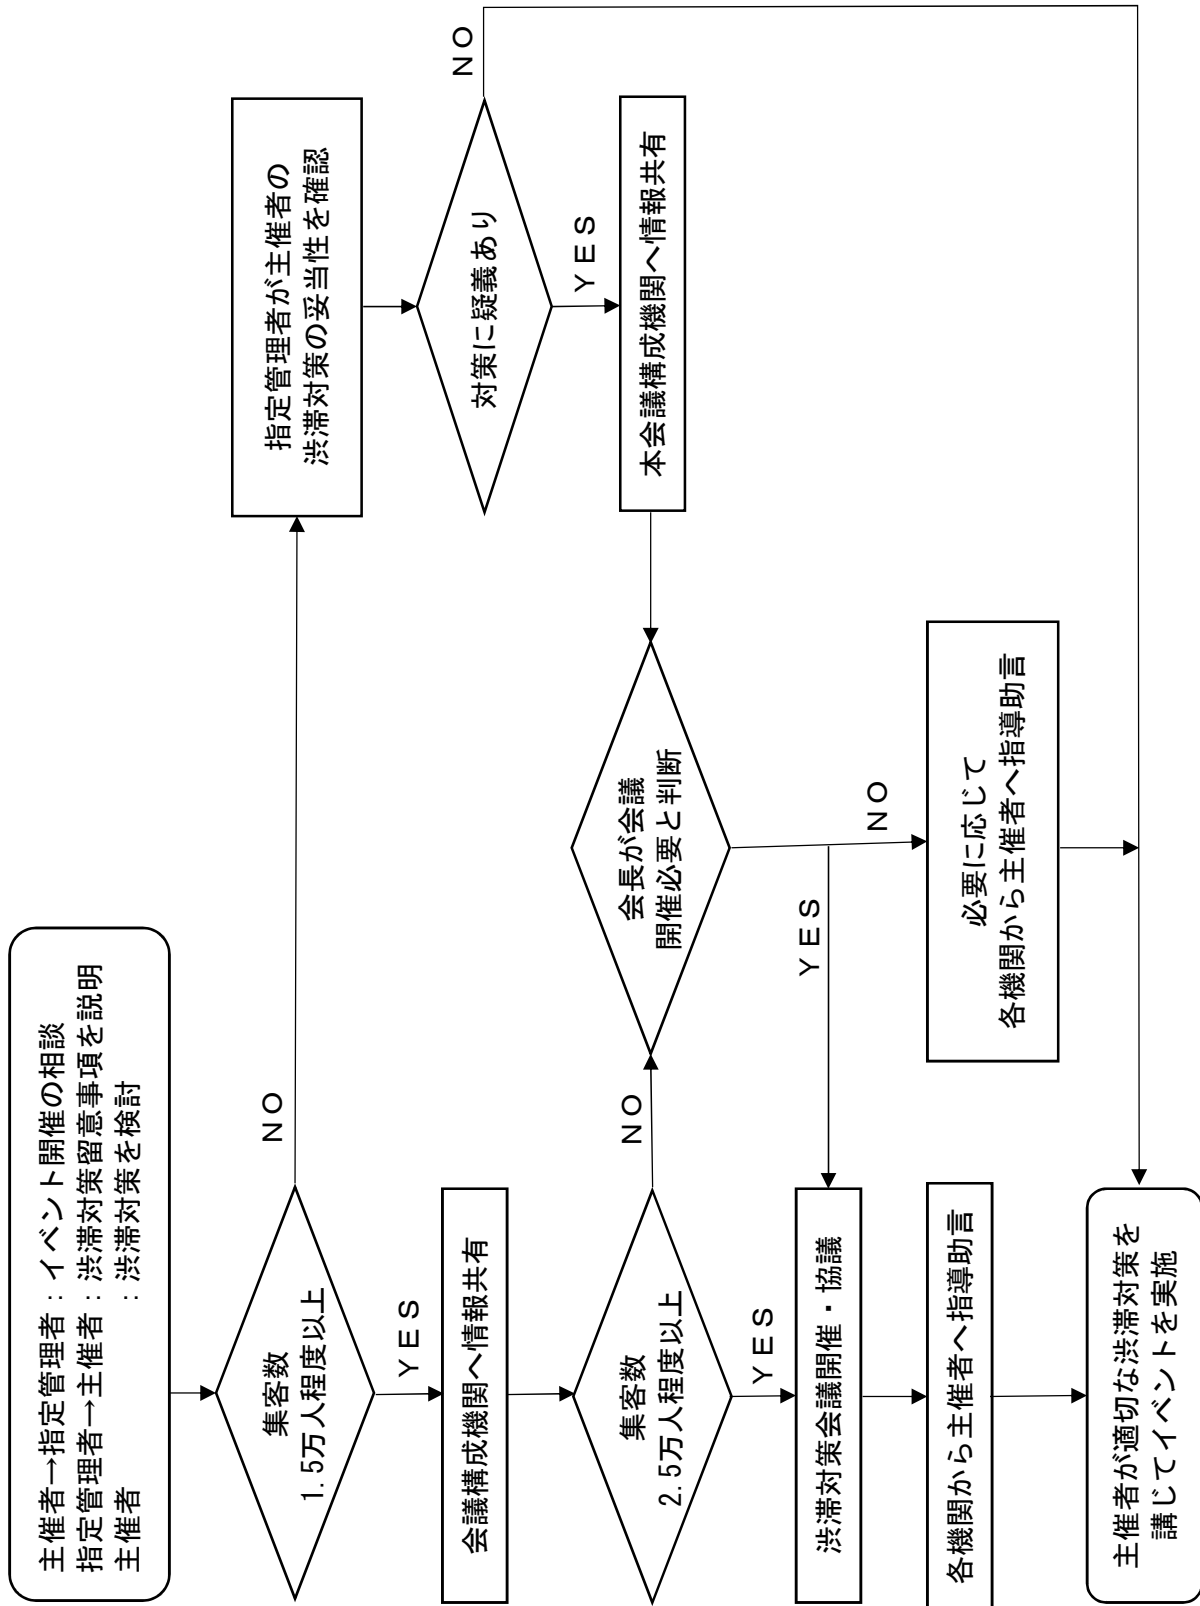 主催者→指定管理者：イベント開催の相談
指定管理者→主催者：渋滞対策留意事項を説明
主催者　　　　　　：渋滞対策を検討
集客数
1.5万人程度以上
NO
YES
指定管理者が主催者の
渋滞対策の妥当性を確認
対策に疑義あり
NO
YES
本会議構成機関へ情報共有
会議構成機関へ情報共有
集客数
2.5万人程度以上
NO
YES
会長が会議
開催必要と判断
YES
NO
渋滞対策会議開催・協議
必要に応じて
各機関から主催者へ指導助言
各機関から主催者へ指導助言
主催者が適切な渋滞対策を
講じてイベントを実施